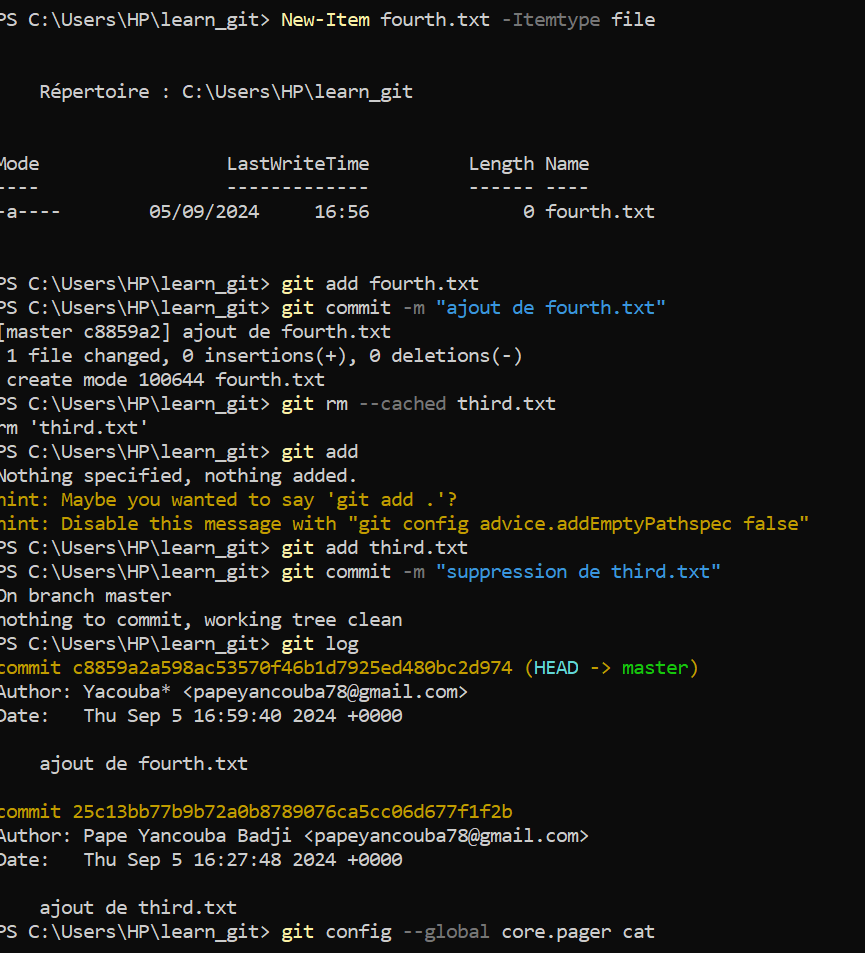 PS C:\Users\HP\learn_git> New-Item fourth.txt -Itemtype file
Répertoire : C:\Users\HP\learn_git
Mode LastWriteTime Length Name
---- ------------- ------ ----
-a---- 05/09/2024 16:56 0 fourth.txt
PS C:\Users\HP\learn_git> git add fourth.txt
PS C:\Users\HP\learn_git> git commit -m "ajout de fourth.txt"
[master c8859a2] ajout de fourth.txt
1 file changed, 0 insertions(+), 0 deletions(-)
create mode 100644 fourth.txt
PS C:\Users\HP\learn_git> git rm --cached third.txt
rm 'third.txt'
PS C:\Users\HP\learn_git> git add
Nothing specified, nothing added.
hint: Maybe you wanted to say 'git add .'?
hint: Disable this message with "git config advice.addEmptyPathspec false"
PS C:\Users\HP\learn_git> git add third.txt
PS C:\Users\HP\learn_git> git commit -m "suppression de third.txt"
On branch master
nothing to commit, working tree clean
PS C:\Users\HP\learn_git> git log
commit c8859a2a598ac53570f46b1d7925ed480bc2d974 (HEAD -> master)
Author: Yacouba* <papeyancouba78@gmail.com>
Date: Thu Sep 5 16:59:40 2024 +0000
ajout de fourth.txt
commit 25c13bb77b9b72a0b8789076ca5cc06d677f1f2b
Author: Pape Yancouba Badji <papeyancouba78@gmail.com>
Date: Thu Sep 5 16:27:48 2024 +0000
ajout de third.txt
PS C:\Users\HP\learn_git> git config --global core.pager cat